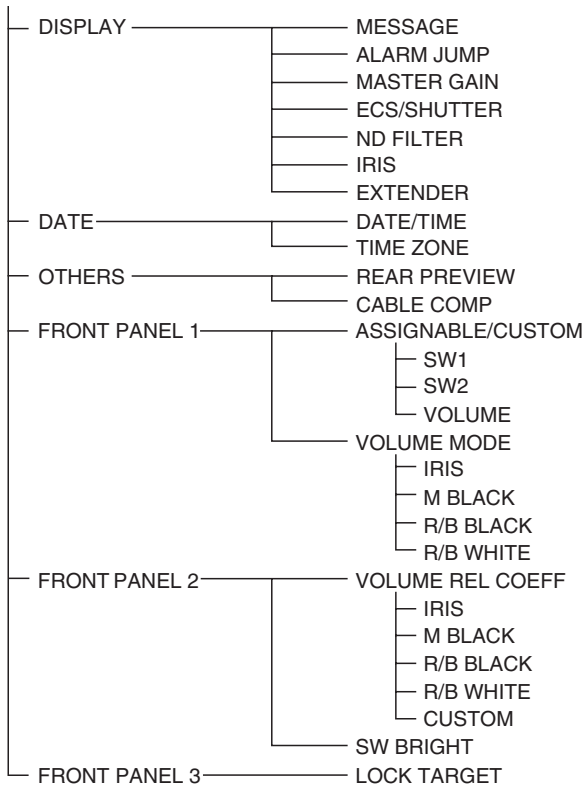 DISPLAY MESSAGE
ALARM JUMP
MASTER GAIN
ECS/SHUTTER
ND FILTER
IRIS
EXTENDER
DATE DATE/TIME
TIME ZONE
OTHERS REAR PREVIEW
CABLE COMP
FRONT PANEL 1 ASSIGNABLE/CUSTOM
SW1
SW2
VOLUME
VOLUME MODE
IRIS
M BLACK
R/B BLACK
R/B WHITE
FRONT PANEL 2 VOLUME REL COEFF
IRIS
M BLACK
R/B BLACK
R/B WHITE
CUSTOM
SW BRIGHT
FRONT PANEL 3 LOCK TARGET